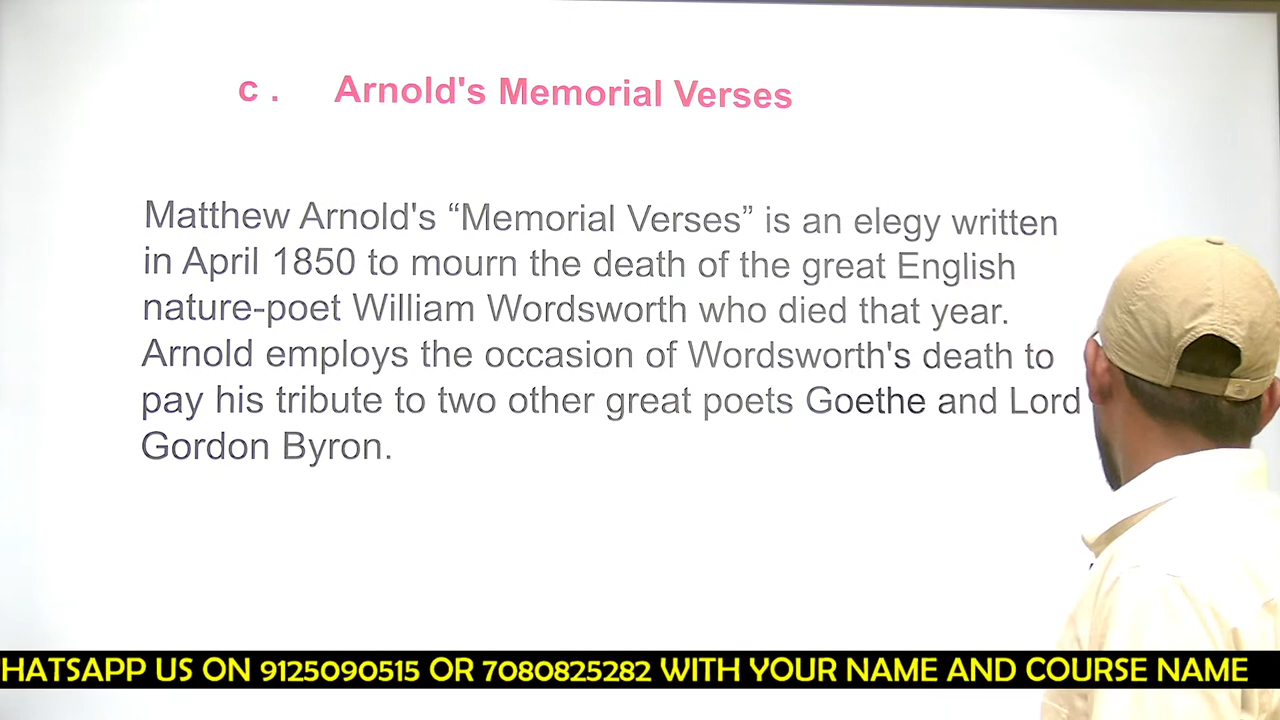 c . Arnold's Memorial Verses
Matthew Arnold's “Memorial Verses” is an elegy written
in April 1850 to mourn the death of the great English
nature-poet William Wordsworth who died that year.
Arnold employs the occasion of Wordsworth's death to
pay his tribute to two other great poets Goethe and Lord
Gordon Byron.
HATSAPP US ON 9125090515 OR 7080825282 WITH YOUR NAME AND COURSE NAME